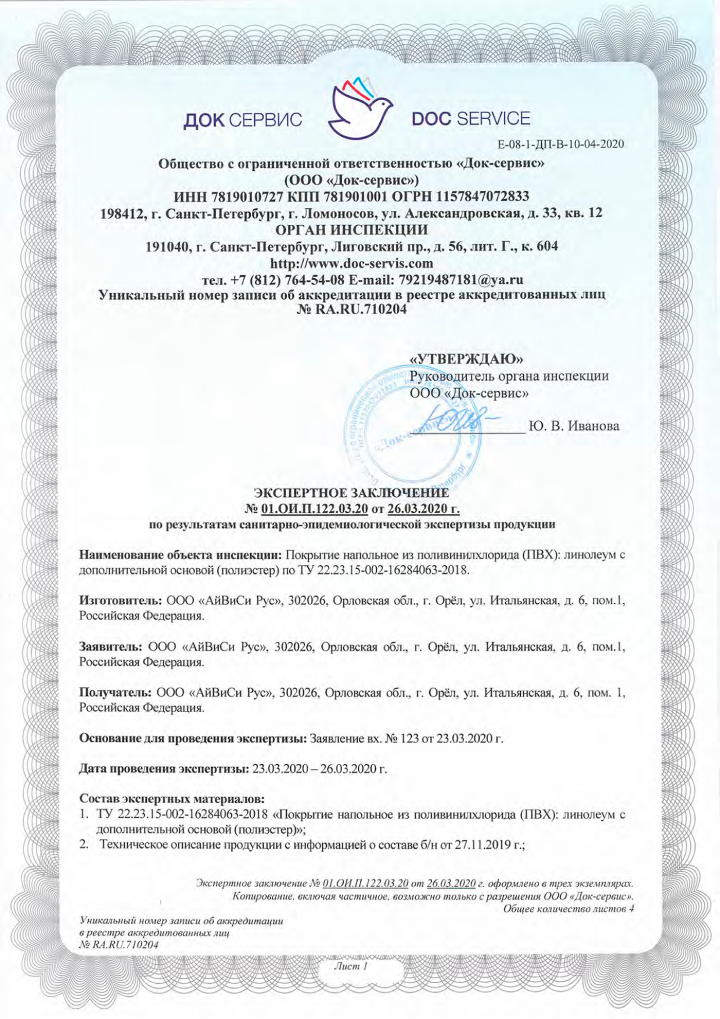 ДОК СЕРВИС DOC SERVICE
Е-08-1-ДП-В-10-04-2020
Общество с ограниченной ответственностью «Док-сервис»
(ООО «Док-сервис»)
ИНН 7819010727 КПП 781901001 ОГРН 1157847072833
198412, г. Санкт-Петербург, г. Ломоносов, ул. Александровская, д. 33, кв. 12
ОРГАН ИНСПЕКЦИИ
191040, г. Санкт-Петербург, Лиговский пр., д. 56, лит. Г., к. 604
http://www.doc-servis.com
тел. +7 (812) 764-54-08 E-mail: 79219487181@ya.ru
Уникальный номер записи об аккредитации в реестре аккредитованных лиц
№ RA.RU.710204
«УТВЕРЖДАЮ»
Руководитель органа инспекции
ООО «Док-сервис»
Ю. В. Иванова
«Док-сервис»
ЭКСПЕРТНОЕ ЗАКЛЮЧЕНИЕ
№ 01.ОИ.П.122.03.20 от 26.03.2020 г.
по результатам санитарно-эпидемиологической экспертизы продукции
Наименование объекта инспекции: Покрытие напольное из поливинилхлорида (ПВХ): линолеум с
дополнительной основой (полиэстер) по ТУ 22.23.15-002-16284063-2018.
Изготовитель: ООО «АйВиСи Рус», 302026, Орловская обл., г. Орёл, ул. Итальянская, д. 6, пом.1,
Российская Федерация.
Заявитель: ООО «АйВиСи Рус», 302026, Орловская обл., г. Орёл, ул. Итальянская, д. 6, пом.1,
Российская Федерация.
Получатель: ООО «АйВиСи Рус», 302026, Орловская обл., г. Орёл, ул. Итальянская, д. 6, пом. 1,
Российская Федерация.
Основание для проведения экспертизы: Заявление вх. № 123 от 23.03.2020 г.
Дата проведения экспертизы: 23.03.2020 – 26.03.2020 г.
Состав экспертных материалов:
1. ТУ 22.23.15-002-16284063-2018 «Покрытие напольное из поливинилхлорида (ПВХ): линолеум с
дополнительной основой (полиэстер)»;
2. Техническое описание продукции с информацией о составе б/н от 27.11.2019 г.;
Экспертное заключение № 01.ОИ.П.122.03.20 от 26.03.2020 г. оформлено в трех экземплярах.
Копирование, включая частичное, возможно только с разрешения ООО «Док-сервис».
Общее количество листов 4
Уникальный номер записи об аккредитации
в реестре аккредитованных лиц
№ RA.RU.710204
Лист 1